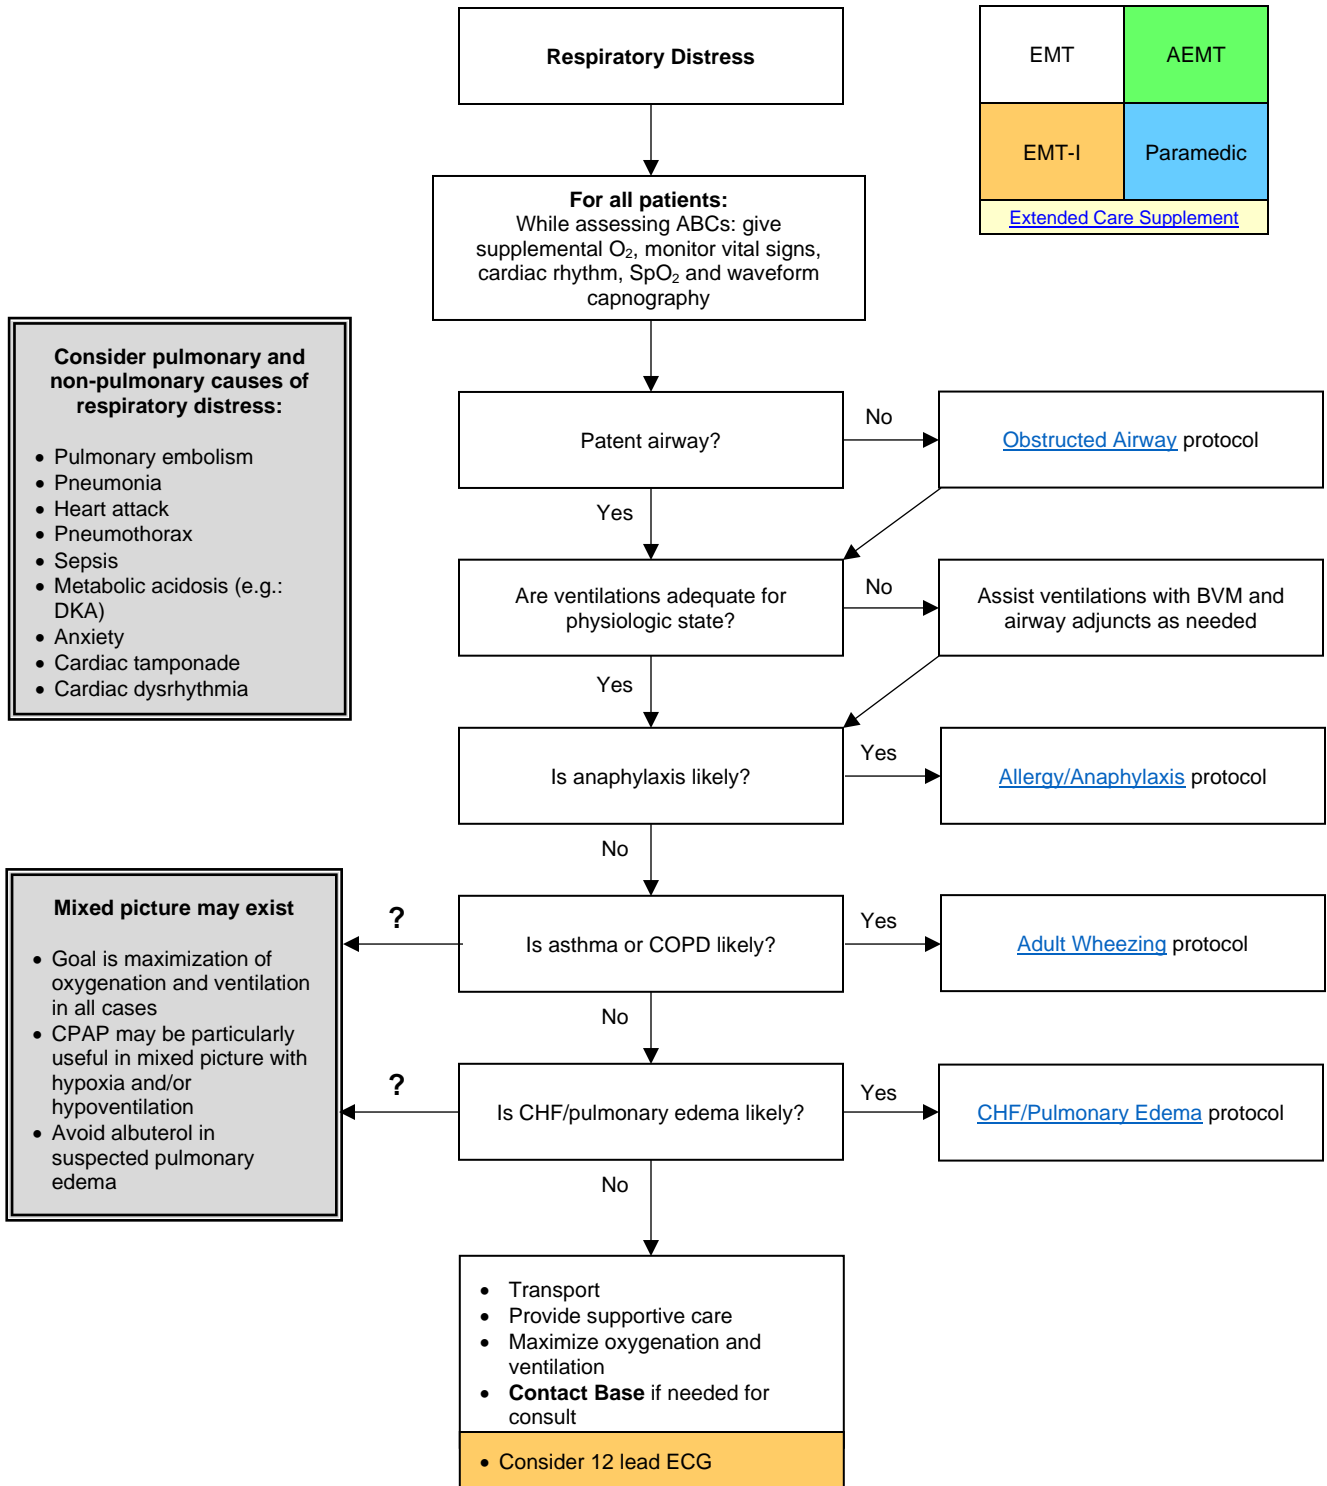 Respiratory Distress
EMT
AEMT
EMT-I
Paramedic
Extended Care Supplement
For all patients:
While assessing ABCs: give
supplemental O₂, monitor vital signs,
cardiac rhythm, SpO₂ and waveform
capnography
Consider pulmonary and
non-pulmonary causes of
respiratory distress:
• Pulmonary embolism
• Pneumonia
• Heart attack
• Pneumothorax
• Sepsis
• Metabolic acidosis (e.g.:
DKA)
• Anxiety
• Cardiac tamponade
• Cardiac dysrhythmia
Patent airway?
No
Obstructed Airway protocol
Yes
Are ventilations adequate for
physiologic state?
No
Assist ventilations with BVM and
airway adjuncts as needed
Yes
Is anaphylaxis likely?
Yes
Allergy/Anaphylaxis protocol
No
Mixed picture may exist
• Goal is maximization of
oxygenation and ventilation
in all cases
• CPAP may be particularly
useful in mixed picture with
hypoxia and/or
hypoventilation
• Avoid albuterol in
suspected pulmonary
edema
?
Is asthma or COPD likely?
Yes
Adult Wheezing protocol
No
?
Is CHF/pulmonary edema likely?
Yes
CHF/Pulmonary Edema protocol
No
• Transport
• Provide supportive care
• Maximize oxygenation and
ventilation
• Contact Base if needed for
consult
• Consider 12 lead ECG